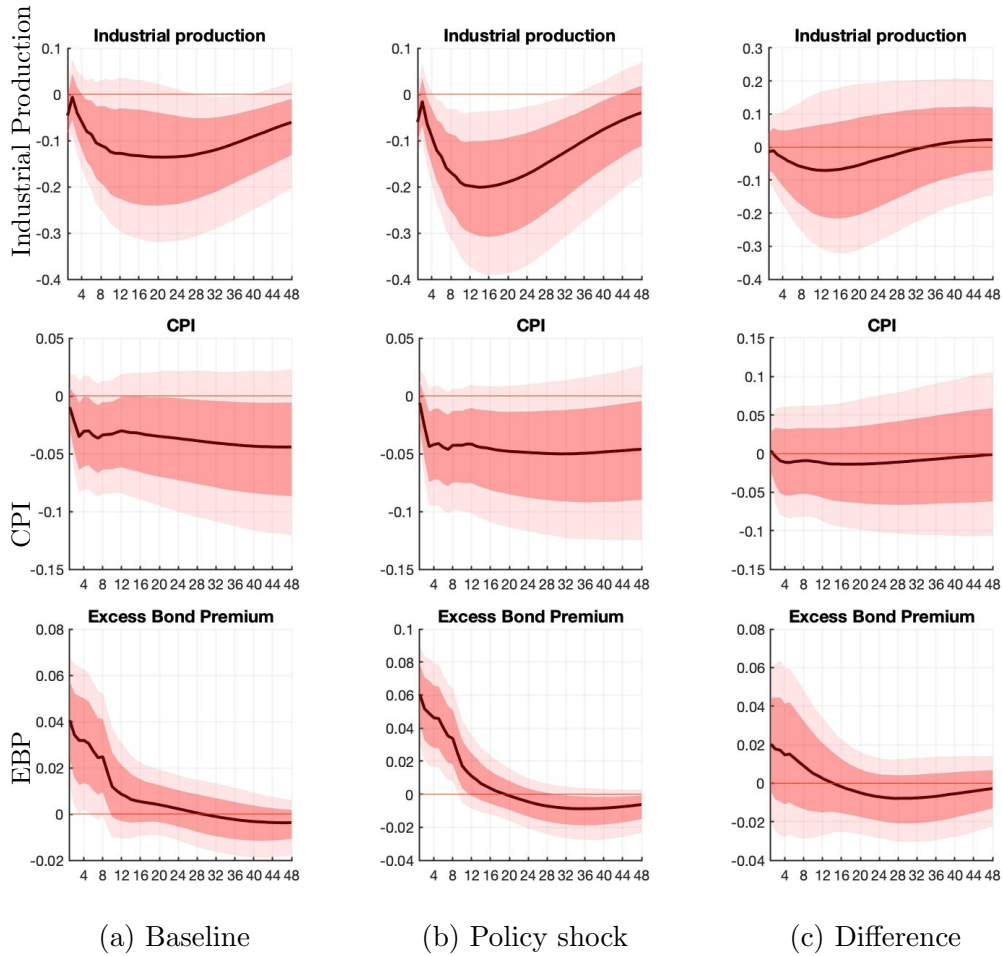 Industrial production Industrial production Industrial production
Industrial Production
0.1 0.1 0.3
0 0 0.2
-0.1 -0.1 0.1
-0.2 -0.2 0
-0.3 -0.3 -0.1
-0.4 -0.4 -0.2
-0.3
-0.4
4 8 12 16 20 24 28 32 36 40 44 48 4 8 12 16 20 24 28 32 36 40 44 48 4 8 12 16 20 24 28 32 36 40 44 48
CPI CPI CPI
CPI
0.05 0.05 0.15
0 0 0.1
-0.05 -0.05 0.05
-0.1 -0.1 0
-0.15 -0.15 -0.05
-0.1
-0.15
4 8 12 16 20 24 28 32 36 40 44 48 4 8 12 16 20 24 28 32 36 40 44 48 4 8 12 16 20 24 28 32 36 40 44 48
Excess Bond Premium Excess Bond Premium Excess Bond Premium
EBP
0.08 0.1 0.08
0.06 0.08 0.06
0.04 0.06 0.04
0.02 0.04 0.02
0 0.02 0
-0.02 0 -0.02
-0.02 -0.04
-0.04
4 8 12 16 20 24 28 32 36 40 44 48 4 8 12 16 20 24 28 32 36 40 44 48 4 8 12 16 20 24 28 32 36 40 44 48
(a) Baseline (b) Policy shock (c) Difference